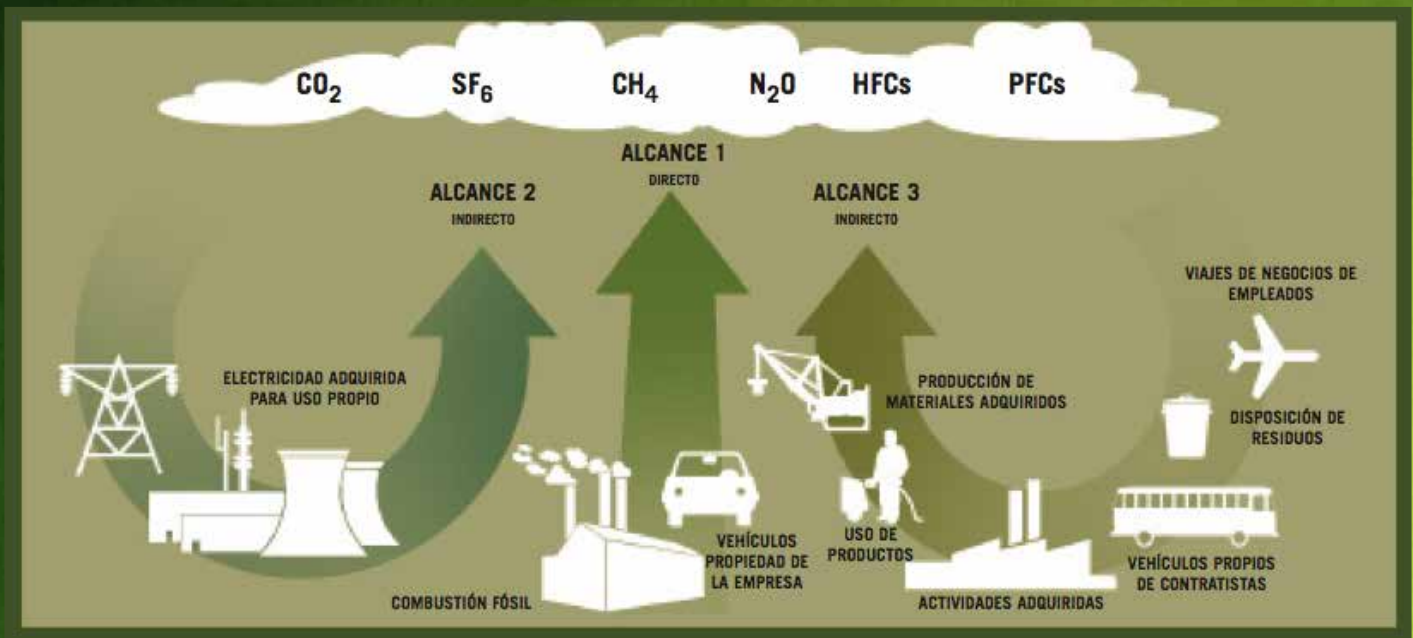 CO2 SF6 CH4 N2O HFCs PFCs
ALCANCE 1
DIRECTO
ALCANCE 2
INDIRECTO
ALCANCE 3
INDIRECTO
ELECTRICIDAD ADQUIRIDA
PARA USO PROPIO
COMBUSTIÓN FÓSIL
VEHÍCULOS
PROPIEDAD DE
LA EMPRESA
PRODUCCIÓN DE
MATERIALES ADQUIRIDOS
USO DE
PRODUCTOS
ACTIVIDADES ADQUIRIDAS
VIAJES DE NEGOCIOS DE
EMPLEADOS
DISPOSICIÓN DE
RESIDUOS
VEHÍCULOS PROPIOS
DE CONTRATISTAS